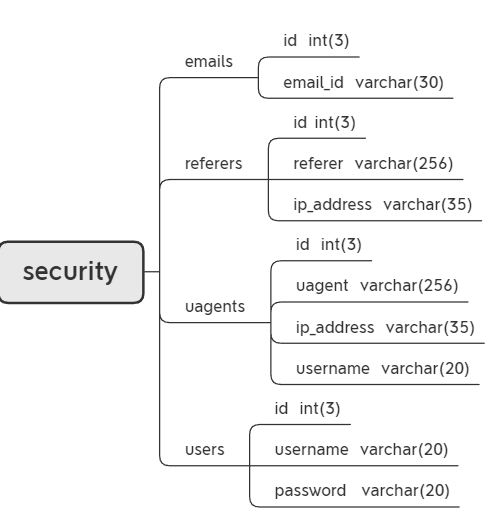 security
emails
id int(3)
email_id varchar(30)
referers
id int(3)
referer varchar(256)
ip_address varchar(35)
uagents
id int(3)
uagent varchar(256)
ip_address varchar(35)
username varchar(20)
users
id int(3)
username varchar(20)
password varchar(20)